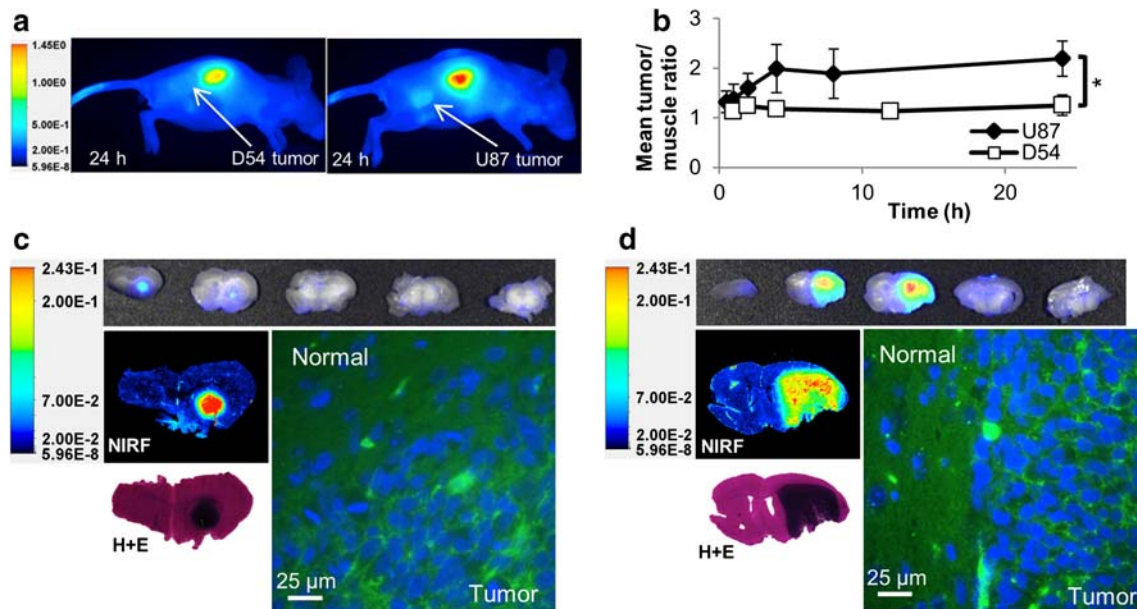 a
1.45E0
1.00E0
5.00E-1
5.96E-8
24 h
D54 tumor
24 h
U87 tumor
b
Mean tumor/
muscle ratio
3
2
1
0
0
10
20
Time (h)
U87
D54
*
c
2.43E-1
2.00E-1
7.00E-2
2.00E-2
5.96E-8
NIRF
H+E
Normal
Tumor
25 µm
d
2.43E-1
2.00E-1
7.00E-2
2.00E-2
5.96E-8
NIRF
H+E
Normal
Tumor
25 µm